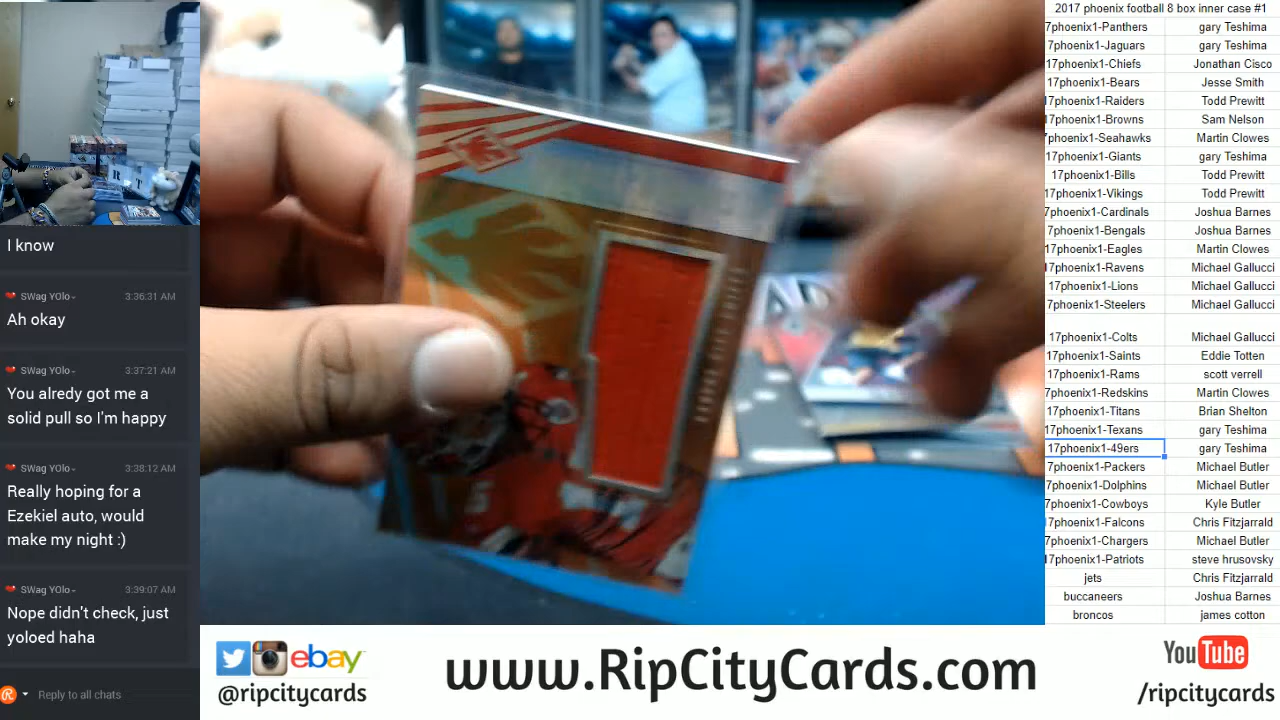 I know
SWag YOlo~ 3:36:31 AM
Ah okay
SWag YOlo~ 3:37:21 AM
You alredy got me a
solid pull so I'm happy
SWag YOlo~ 3:38:12 AM
Really hoping for a
Ezekiel auto, would
make my night :)
SWag YOlo~ 3:39:07 AM
Nope didn't check, just
yoloed haha
Reply to all chats
2017 phoenix football 8 box inner case #1
7phoenix1-Panthers gary Teshima
7phoenix1-Jaguars gary Teshima
17phoenix1-Chiefs Jonathan Cisco
7phoenix1-Bears Jesse Smith
17phoenix1-Raiders Todd Prewitt
7phoenix1-Browns Sam Nelson
7phoenix1-Seahawks Martin Clowes
17phoenix1-Giants gary Teshima
17phoenix1-Bills Todd Prewitt
17phoenix1-Vikings Todd Prewitt
7phoenix1-Cardinals Joshua Barnes
7phoenix1-Bengals Joshua Barnes
17phoenix1-Eagles Martin Clowes
17phoenix1-Ravens Michael Gallucci
17phoenix1-Lions Michael Gallucci
7phoenix1-Steelers Michael Gallucci
17phoenix1-Colts Michael Gallucci
17phoenix1-Saints Eddie Totten
17phoenix1-Rams scott verrell
7phoenix1-Redskins Martin Clowes
17phoenix1-Titans Brian Shelton
17phoenix1-Texans gary Teshima
17phoenix1-49ers gary Teshima
7phoenix1-Packers Michael Butler
7phoenix1-Dolphins Michael Butler
7phoenix1-Cowboys Kyle Butler
17phoenix1-Falcons Chris Fitzjarrald
7phoenix1-Chargers Michael Butler
17phoenix1-Patriots steve hrusovsky
jets Chris Fitzjarrald
buccaneers Joshua Barnes
broncos james cotton
ebay
@ripcitycards
www.RipCityCards.com
YouTube
/ripcitycards